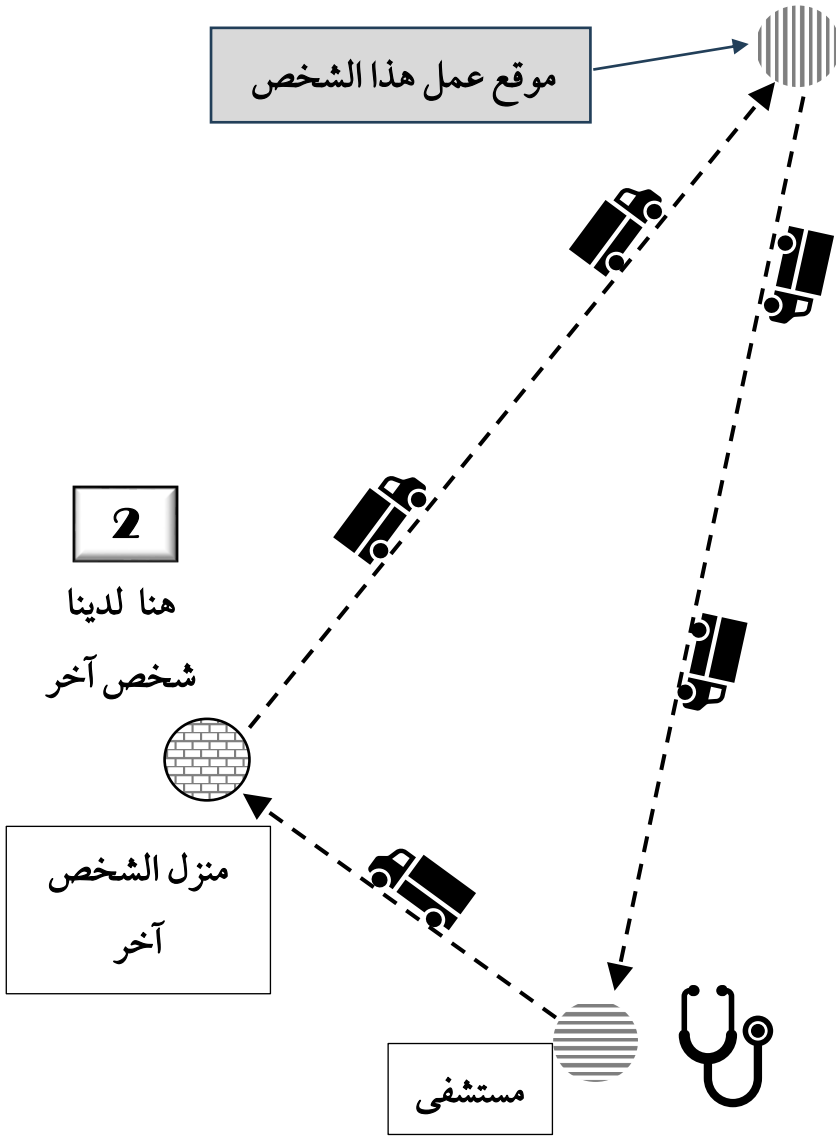 موقع عمل هذا الشخص
2
هنا لدينا
شخص آخر
منزل الشخص
آخر
مستشفى